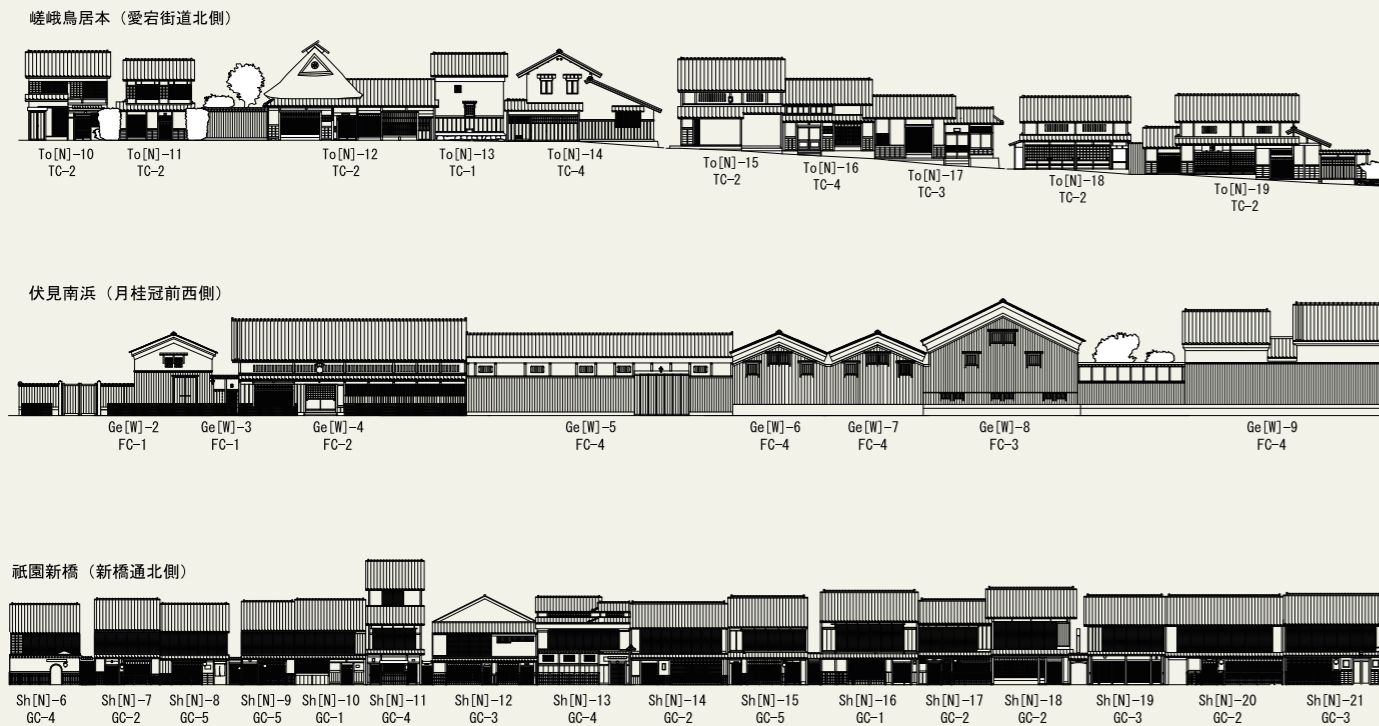 嵯峨鳥居本（愛宕街道北側）
To[N]-10
TC-2
To[N]-11
TC-2
To[N]-12
TC-2
To[N]-13
TC-1
To[N]-14
TC-4
To[N]-15
TC-2
To[N]-16
TC-4
To[N]-17
TC-3
To[N]-18
TC-2
To[N]-19
TC-2
伏見南浜（月桂冠前西側）
Ge[W]-2
FC-1
Ge[W]-3
FC-1
Ge[W]-4
FC-2
Ge[W]-5
FC-4
Ge[W]-6
FC-4
Ge[W]-7
FC-4
Ge[W]-8
FC-3
Ge[W]-9
FC-4
祇園新橋（新橋通北側）
Sh[N]-6
GC-4
Sh[N]-7
GC-2
Sh[N]-8
GC-5
Sh[N]-9
GC-5
Sh[N]-10
GC-1
Sh[N]-11
GC-4
Sh[N]-12
GC-3
Sh[N]-13
GC-4
Sh[N]-14
GC-2
Sh[N]-15
GC-5
Sh[N]-16
GC-1
Sh[N]-17
GC-2
Sh[N]-18
GC-2
Sh[N]-19
GC-3
Sh[N]-20
GC-2
Sh[N]-21
GC-3